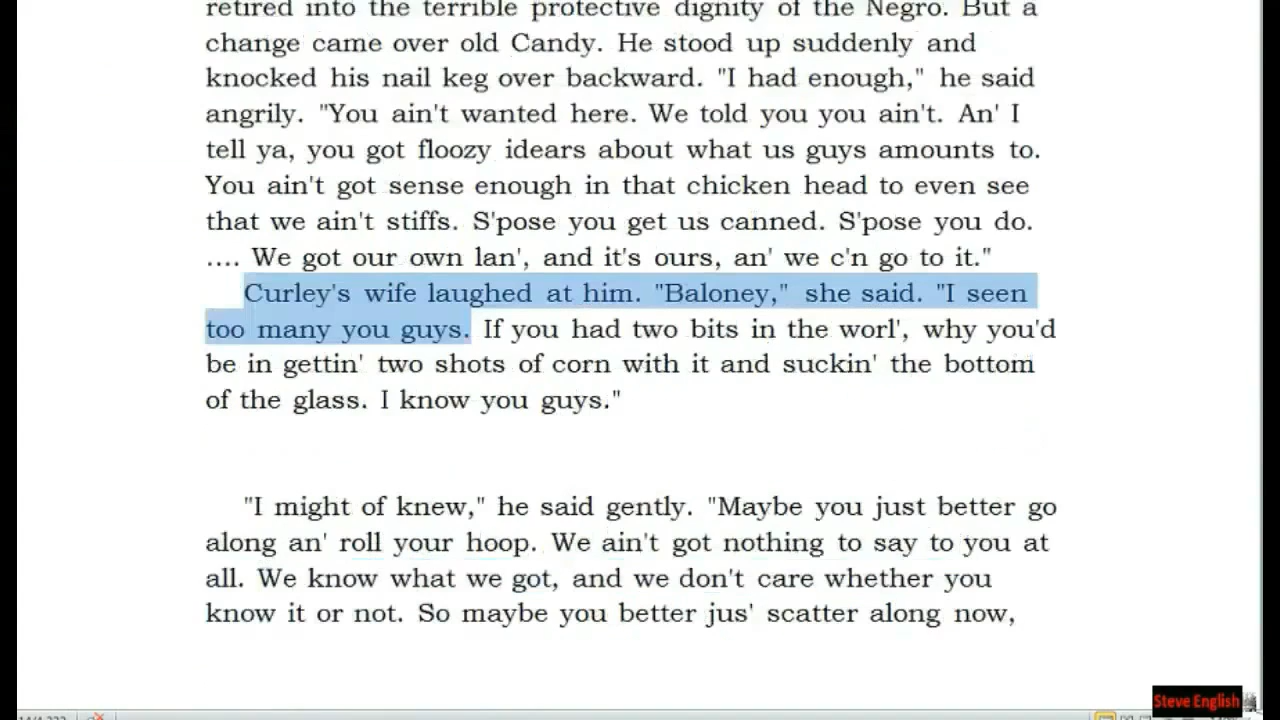 retired into the terrible protective dignity of the Negro. But a
change came over old Candy. He stood up suddenly and
knocked his nail keg over backward. "I had enough," he said
angrily. "You ain't wanted here. We told you you ain't. An' I
tell ya, you got floozy idears about what us guys amounts to.
You ain't got sense enough in that chicken head to even see
that we ain't stiffs. S'pose you get us canned. S'pose you do.
.... We got our own lan', and it's ours, an' we c'n go to it."
Curley's wife laughed at him. "Baloney," she said. "I seen
too many you guys. If you had two bits in the worl', why you'd
be in gettin' two shots of corn with it and suckin' the bottom
of the glass. I know you guys."
"I might of knew," he said gently. "Maybe you just better go
along an' roll your hoop. We ain't got nothing to say to you at
all. We know what we got, and we don't care whether you
know it or not. So maybe you better jus' scatter along now,
Steve English